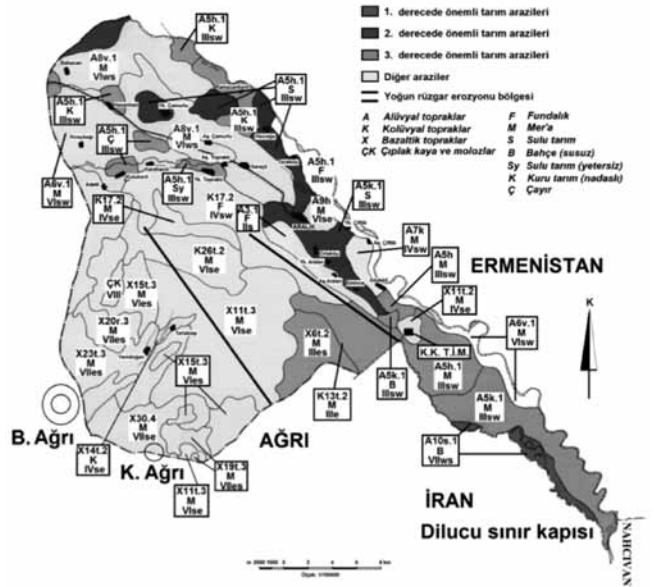 1. derecede önemli tarım arazileri
2. derecede önemli tarım arazileri
3. derecede önemli tarım arazileri
Diğer araziler
Yoğun rüzgar erozyonu bölgesi
A Alüvyal topraklar
K Kolüvyal topraklar
X Bazaltik topraklar
ÇK Çıplak kaya ve molozlar
F Fundalık
M Mer'a
S Sulu tarım
B Bahçe (susuz)
Sy Sulu tarım (yetersiz)
K Kuru tarım (nadaslı)
Ç Çayır
A5h.1
K
IIIsw
A8v.1
M
VIws
A5h.1
S
IIIsw
A5h.1
K
IIIsw
A5h.1
K
IIIsw
A5h.1
Ç
IIIsw
A8v.1
M
VIws
A5h.1
F
IIIsw
A6v.1
M
VIsw
A5h.1
Sy
IIIsw
A9h
M
VIse
A5k.1
S
IIIsw
K17.2
M
IVse
K17.2
F
IVsw
A3.1
F
IIs
ARALIK
A7k
M
IVsw
A5h
M
IIIsw
ERMENİSTAN
K
K26t.2
M
VIse
ÇK
VIII
X15t.3
M
VIes
X11t.3
M
VIse
X11t.2
M
IVse
X20r.3
M
VIIes
X6t.2
M
IIIes
K.K. T.İ.M.
A6v.1
M
VIsw
X23t.3
M
VIIes
X15t.3
M
VIes
A5h.1
M
IIIsw
K13t.2
M
IIIe
A5k.1
B
IIIsw
A5k.1
M
IIIsw
B. Ağrı
X30.4
M
VIIse
AĞRI
A10s.1
B
VIIws
X14t.2
K
IVse
K. Ağrı
X19t.3
M
VIIes
X11t.3
M
VIse
İRAN
Dilucu sınır kapısı
NAHCIVAN